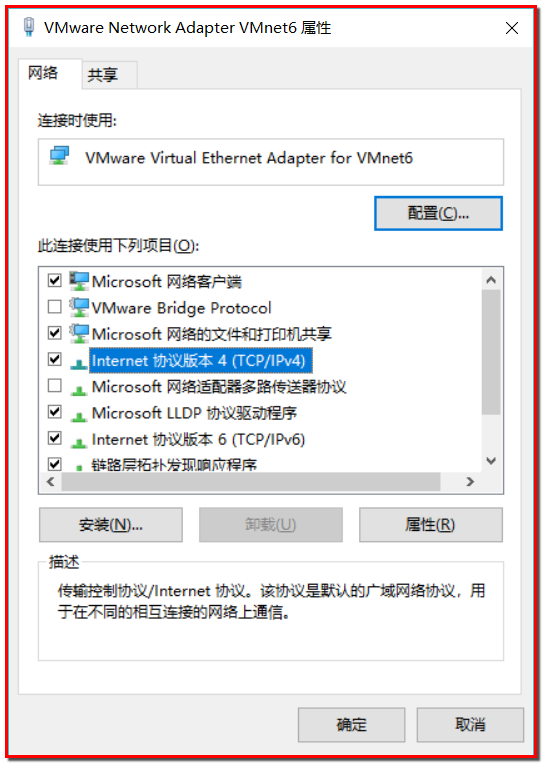 VMware Network Adapter VMnet6 属性
网络
共享
连接时使用:
VMware Virtual Ethernet Adapter for VMnet6
配置(C)...
此连接使用下列项目(O):
Microsoft 网络客户端
VMware Bridge Protocol
Microsoft 网络的文件和打印机共享
Internet 协议版本 4 (TCP/IPv4)
Microsoft 网络适配器多路传送器协议
Microsoft LLDP 协议驱动程序
Internet 协议版本 6 (TCP/IPv6)
链路层拓扑发现响应程序
安装(N)...
卸载(U)
属性(R)
描述
传输控制协议/Internet 协议。该协议是默认的广域网络协议，用
于在不同的相互连接的网络上通信。
确定
取消